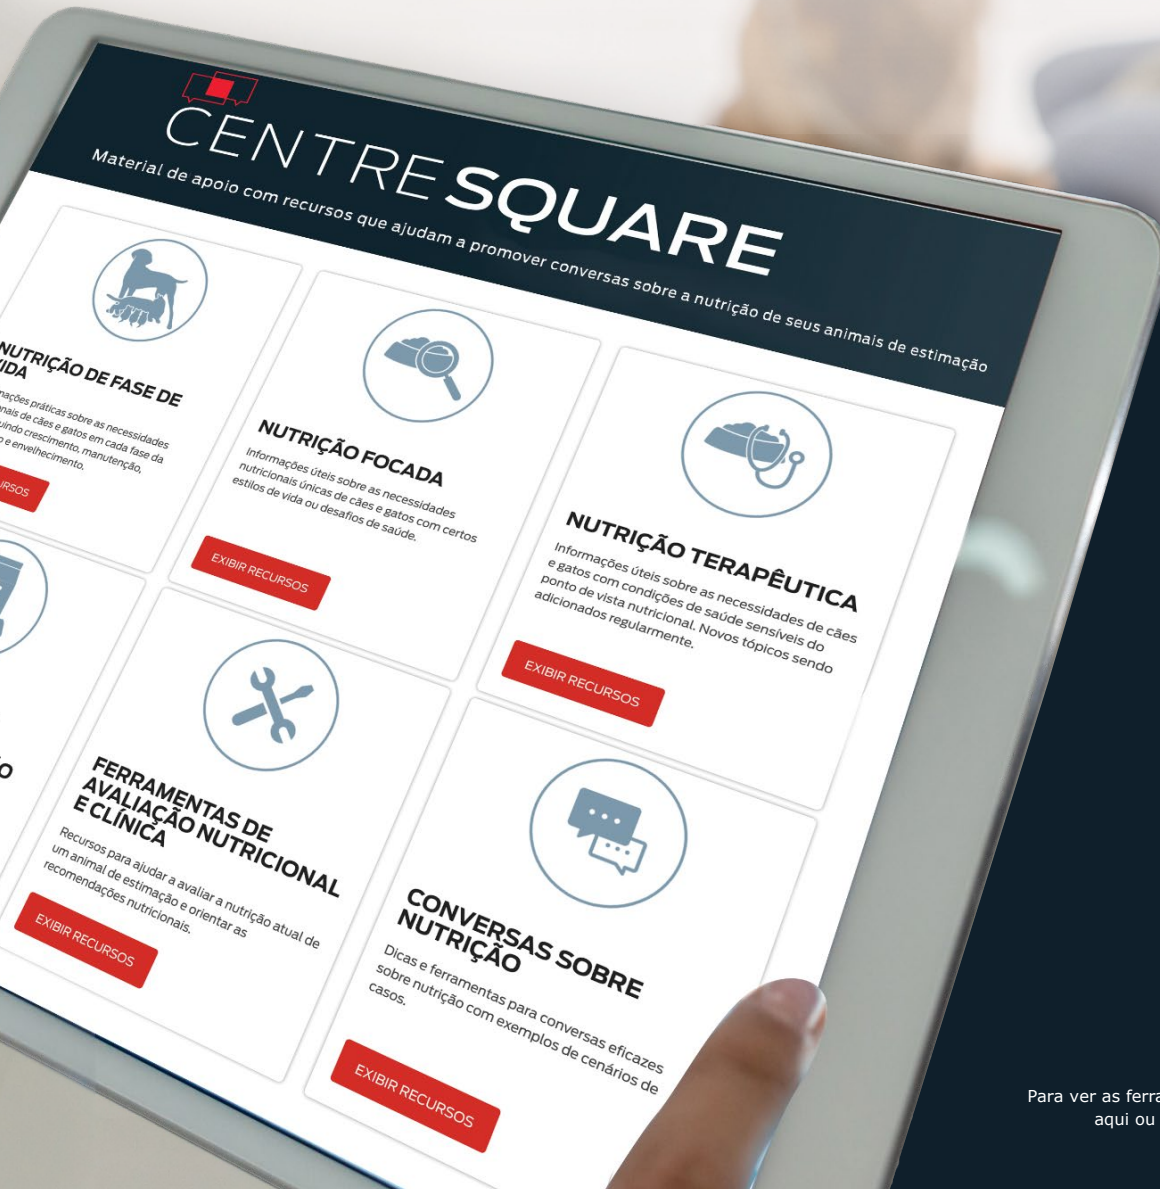 CENTRE SQUARE
Material de apoio com recursos que ajudam a promover conversas sobre a nutrição de seus animais de estimação
NUTRIÇÃO DE FASE DE
práticas sobre as necessidades
de cães e gatos em cada fase da
crescimento, manutenção,
e envelhecimento.
NUTRIÇÃO FOCADA
Informações úteis sobre as necessidades
nutricionais únicas de cães e gatos com certos
estilos de vida ou desafios de saúde.
EXIBIR RECURSOS
NUTRIÇÃO TERAPÊUTICA
Informações úteis sobre as necessidades de cães
e gatos com condições de saúde sensíveis do
ponto de vista nutricional. Novos tópicos sendo
adicionados regularmente.
EXIBIR RECURSOS
FERRAMENTAS DE
AVALIAÇÃO NUTRICIONAL
E CLÍNICA
Recursos para ajudar a avaliar a nutrição atual de
um animal de estimação e orientar as
recomendações nutricionais.
EXIBIR RECURSOS
CONVERSAS SOBRE
NUTRIÇÃO
Dicas e ferramentas para conversas eficazes
sobre nutrição com exemplos de cenários de
casos.
EXIBIR RECURSOS
Para ver as
aqui ou